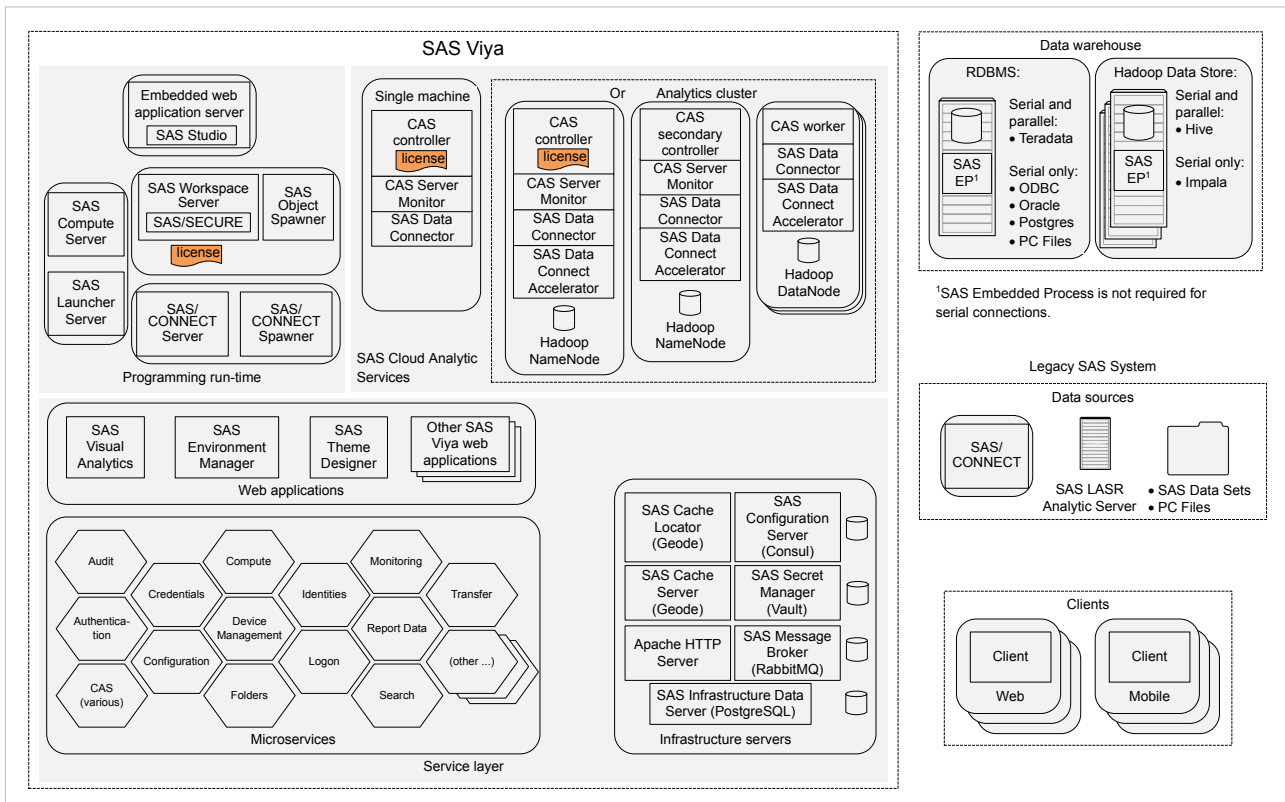 SAS Viya
Embedded web
application server
SAS Studio
SAS
Compute
Server
SAS
Launcher
Server
SAS Workspace
Server
SAS/SECURE
license
SAS
Object
Spawner
SAS/
CONNECT
Server
SAS/
CONNECT
Spawner
Programming run-time
Single machine
CAS
controller
license
CAS Server
Monitor
SAS Data
Connector
SAS Cloud Analytic
Services
Or
Analytics cluster
CAS
controller
license
CAS Server
Monitor
SAS Data
Connector
SAS Data
Connect
Accelerator
Hadoop
NameNode
CAS
secondary
controller
CAS Server
Monitor
SAS Data
Connector
SAS Data
Connect
Accelerator
Hadoop
NameNode
CAS worker
SAS Data
Connector
SAS Data
Connect
Accelerator
Hadoop
DataNode
SAS
Visual
Analytics
SAS
Environment
Manager
SAS
Theme
Designer
Other SAS
Viya web
applications
Web applications
Audit
Compute
Monitoring
Credentials
Identities
Transfer
Authentica-
tion
Device
Management
Report Data
Configuration
Logon
(other ...)
CAS
(various)
Folders
Search
Microservices
SAS Cache
Locator
(Geode)
SAS
Configuration
Server
(Consul)
SAS Cache
Server
(Geode)
SAS Secret
Manager
(Vault)
Apache HTTP
Server
SAS Message
Broker
(RabbitMQ)
SAS Infrastructure Data
Server (PostgreSQL)
Infrastructure servers
Service layer
Data warehouse
RDBMS:
SAS
EP1
Serial and
parallel:
• Teradata
Serial only:
• ODBC
• Oracle
• Postgres
• PC Files
Hadoop Data Store:
SAS
EP1
Serial and
parallel:
• Hive
Serial only:
• Impala
1SAS Embedded Process is not required for
serial connections.
Legacy SAS System
Data sources
SAS/
CONNECT
SAS LASR
Analytic Server
• SAS Data Sets
• PC Files
Clients
Client
Web
Client
Mobile